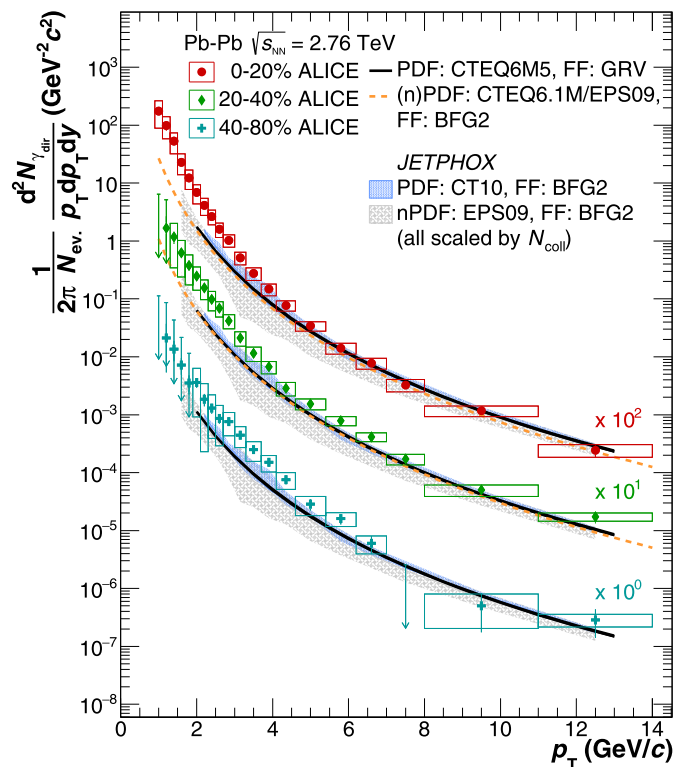 Pb-Pb √s_NN = 2.76 TeV
0-20% ALICE
20-40% ALICE
40-80% ALICE
PDF: CTEQ6M5, FF: GRV
(n)PDF: CTEQ6.1M/EPS09,
FF: BFG2
JETPHOX
PDF: CT10, FF: BFG2
nPDF: EPS09, FF: BFG2
(all scaled by N_coll)
1/(2π N_ev.) d²N_γdir/(p_T dp_T dy) (GeV⁻²c²)
10³
10²
10
1
10⁻¹
10⁻²
10⁻³
10⁻⁴
10⁻⁵
10⁻⁶
10⁻⁷
10⁻⁸
x 10²
x 10¹
x 10⁰
0 2 4 6 8 10 12 14
p_T (GeV/c)